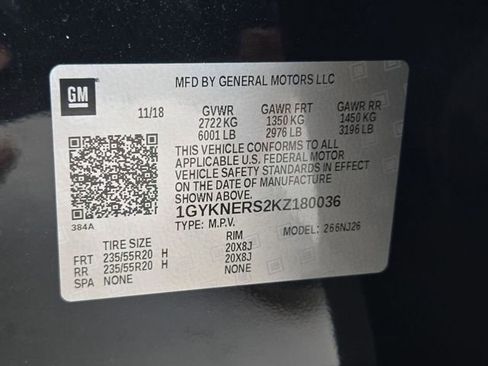 GM
MFD BY GENERAL MOTORS LLC
11/18 GVWR GAWR FRT GAWR RR
2722 KG 1350 KG 1450 KG
6001 LB 2976 LB 3196 LB
THIS VEHICLE CONFORMS TO ALL
APPLICABLE U.S. FEDERAL MOTOR
VEHICLE SAFETY STANDARDS IN
EFFECT ON THE DATE OF
MANUFACTURE SHOWN ABOVE.
1GYKNERS2KZ180036
384A
TYPE: M.P.V. MODEL: 266NJ26
TIRE SIZE RIM
FRT 235/55R20 H 20X8J
RR 235/55R20 H 20X8J
SPA NONE NONE